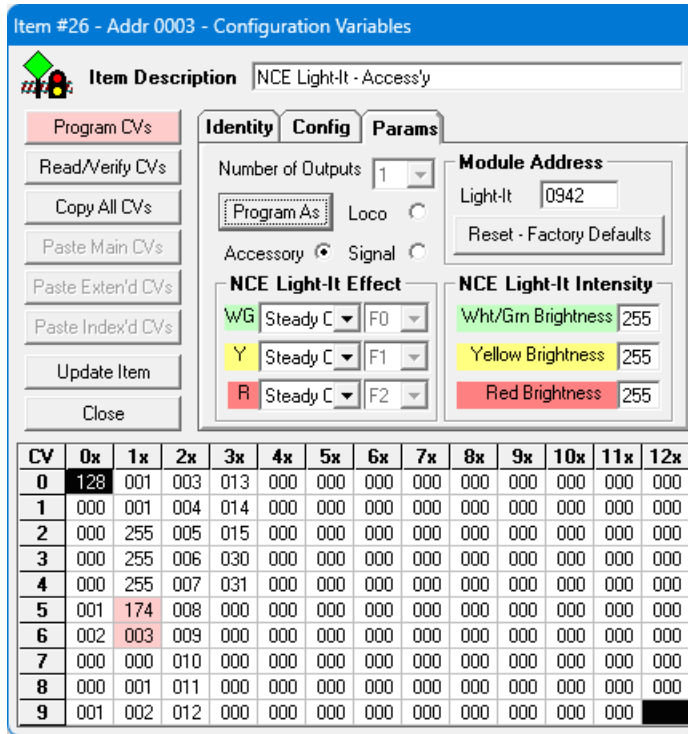 Item #26 - Addr 0003 - Configuration Variables
Item Description NCE Light-It - Access'y
Program CVs
Read/Verify CVs
Copy All CVs
Paste Main CVs
Paste Exten'd CVs
Paste Index'd CVs
Update Item
Close
Identity Config Params
Number of Outputs 1
Program As Loco
Accessory Signal
Module Address
Light-It 0942
Reset - Factory Defaults
NCE Light-It Effect
WG Steady C F0
Y Steady C F1
R Steady C F2
NCE Light-It Intensity
Wht/Grn Brightness 255
Yellow Brightness 255
Red Brightness 255
CV 0x 1x 2x 3x 4x 5x 6x 7x 8x 9x 10x 11x 12x
0 128 001 003 013 000 000 000 000 000 000 000 000 000
1 000 001 004 014 000 000 000 000 000 000 000 000 000
2 000 255 005 015 000 000 000 000 000 000 000 000 000
3 000 255 006 030 000 000 000 000 000 000 000 000 000
4 000 255 007 031 000 000 000 000 000 000 000 000 000
5 001 174 008 000 000 000 000 000 000 000 000 000 000
6 002 003 009 000 000 000 000 000 000 000 000 000 000
7 000 000 010 000 000 000 000 000 000 000 000 000 000
8 000 001 011 000 000 000 000 000 000 000 000 000 000
9 001 002 012 000 000 000 000 000 000 000 000 000